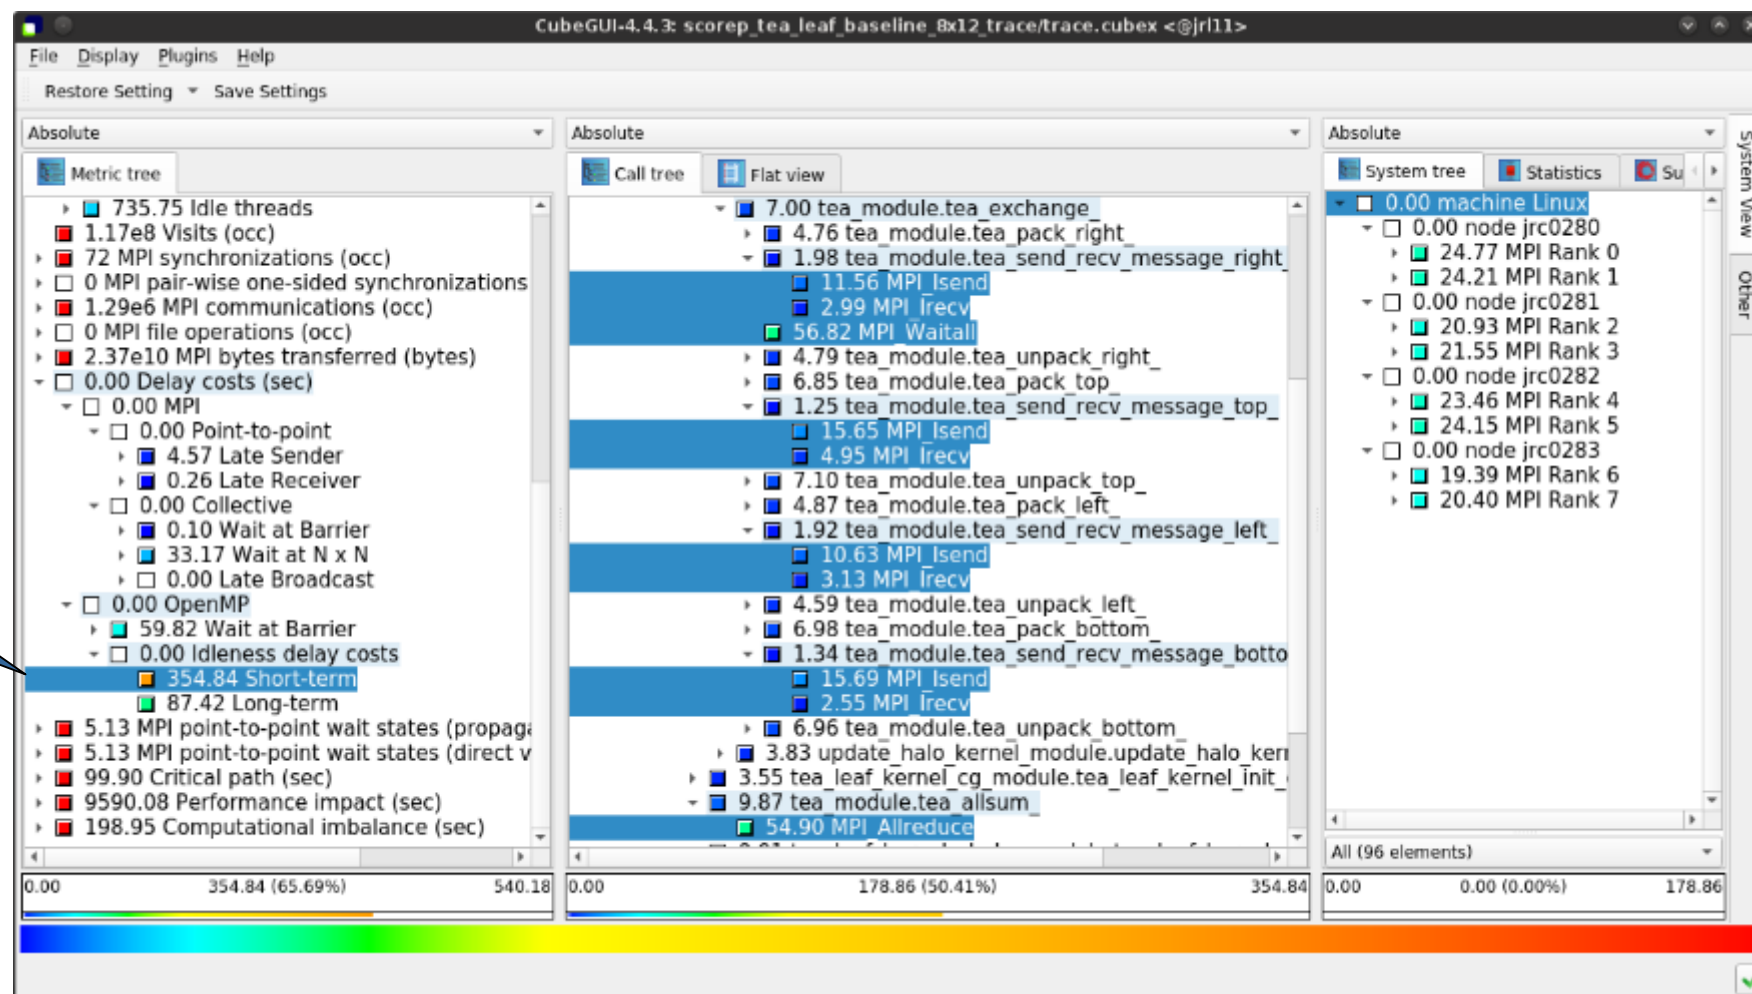 CubeGUI-4.4.3: scorep_tea_leaf_baseline_8x12_trace/trace.cubex <@jrl11>
File Display Plugins Help
Restore Setting Save Settings
Absolute
Metric tree
735.75 Idle threads
1.17e8 Visits (occ)
72 MPI synchronizations (occ)
0 MPI pair-wise one-sided synchronizations
1.29e6 MPI communications (occ)
0 MPI file operations (occ)
2.37e10 MPI bytes transferred (bytes)
0.00 Delay costs (sec)
0.00 MPI
0.00 Point-to-point
4.57 Late Sender
0.26 Late Receiver
0.00 Collective
0.10 Wait at Barrier
33.17 Wait at N x N
0.00 Late Broadcast
0.00 OpenMP
59.82 Wait at Barrier
0.00 Idleness delay costs
354.84 Short-term
87.42 Long-term
5.13 MPI point-to-point wait states (propag
5.13 MPI point-to-point wait states (direct v
99.90 Critical path (sec)
9590.08 Performance impact (sec)
198.95 Computational imbalance (sec)
0.00 354.84 (65.69%) 540.18
Absolute
Call tree Flat view
7.00 tea_module.tea_exchange_
4.76 tea_module.tea_pack_right_
1.98 tea_module.tea_send_recv_message_right_
11.56 MPI_Isend
2.99 MPI_Irecv
56.82 MPI_Waitall
4.79 tea_module.tea_unpack_right_
6.85 tea_module.tea_pack_top_
1.25 tea_module.tea_send_recv_message_top_
15.65 MPI_Isend
4.95 MPI_Irecv
7.10 tea_module.tea_unpack_top_
4.87 tea_module.tea_pack_left_
1.92 tea_module.tea_send_recv_message_left_
10.63 MPI_Isend
3.13 MPI_Irecv
4.59 tea_module.tea_unpack_left_
6.98 tea_module.tea_pack_bottom_
1.34 tea_module.tea_send_recv_message_botto
15.69 MPI_Isend
2.55 MPI_Irecv
6.96 tea_module.tea_unpack_bottom_
3.83 update_halo_kernel_module.update_halo_kern
3.55 tea_leaf_kernel_cg_module.tea_leaf_kernel_init_
9.87 tea_module.tea_allsum_
54.90 MPI_Allreduce
0.00 178.86 (50.41%) 354.84
Absolute
System tree Statistics Su
0.00 machine Linux
0.00 node jrc0280
24.77 MPI Rank 0
24.21 MPI Rank 1
0.00 node jrc0281
20.93 MPI Rank 2
21.55 MPI Rank 3
0.00 node jrc0282
23.46 MPI Rank 4
24.15 MPI Rank 5
0.00 node jrc0283
19.39 MPI Rank 6
20.40 MPI Rank 7
All (96 elements)
0.00 0.00 (0.00%) 178.86
System View
Other